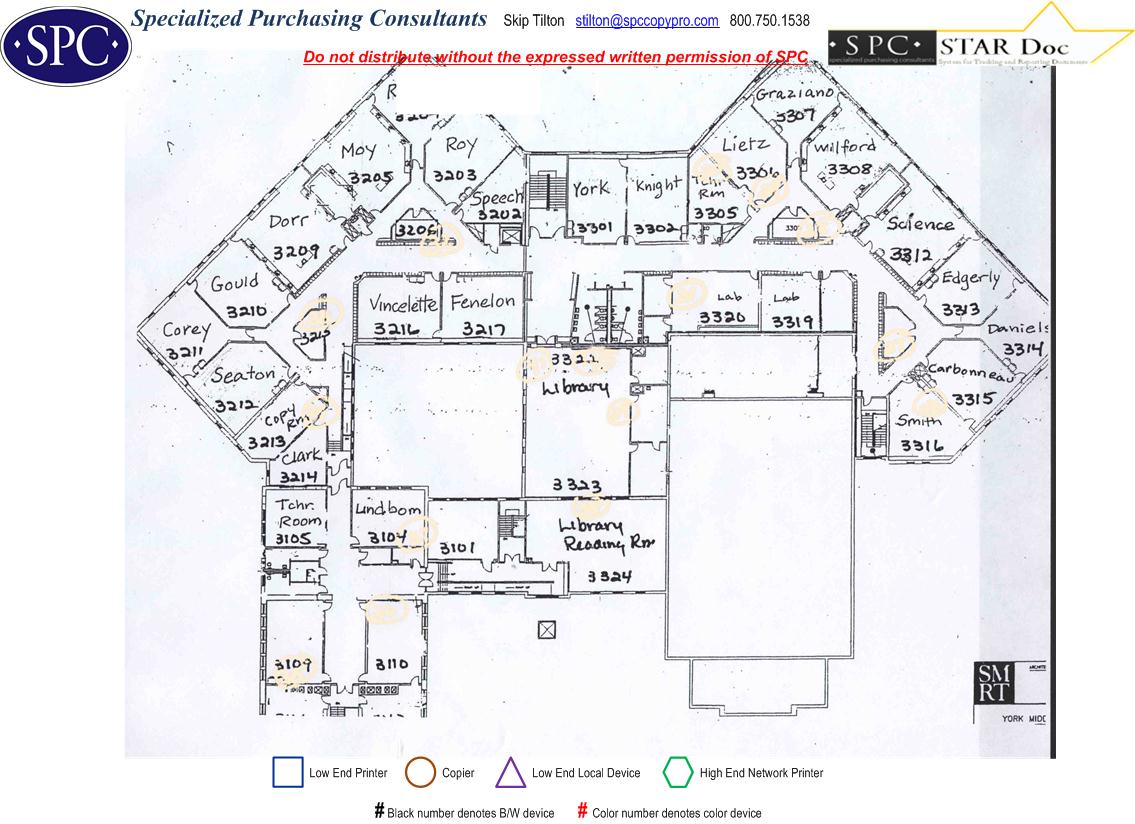 SPC
Specialized Purchasing Consultants Skip Tilton stilton@spccopypro.com 800.750.1538
Do not distribute without the expressed written permission of SPC
SPC STAR Doc
specialized purchasing consultants
System for Tracking and Reporting Documents
R
Graziano
3307
Moy
3205
Roy
3203
Speech
3202
York
3301
Knight
3302
Rm
3305
Lietz
3306
Wilford
3308
Dorr
3209
3206
Science
3312
Gould
3210
Edgerly
3313
Vincelette
3216
Fenelon
3217
Lab
3320
Lab
3319
Corey
3211
3215
Daniels
3314
Seaton
3212
3322
Library
Carbonneau
3315
Copy
Rm
3213
Smith
3316
Clark
3214
3323
Tchr.
Room
3105
Lindbom
3104
3101
Library
Reading Rm
3324
3109
3110
SM
RT
YORK MIDD
Low End Printer Copier Low End Local Device High End Network Printer
# Black number denotes B/W device # Color number denotes color device